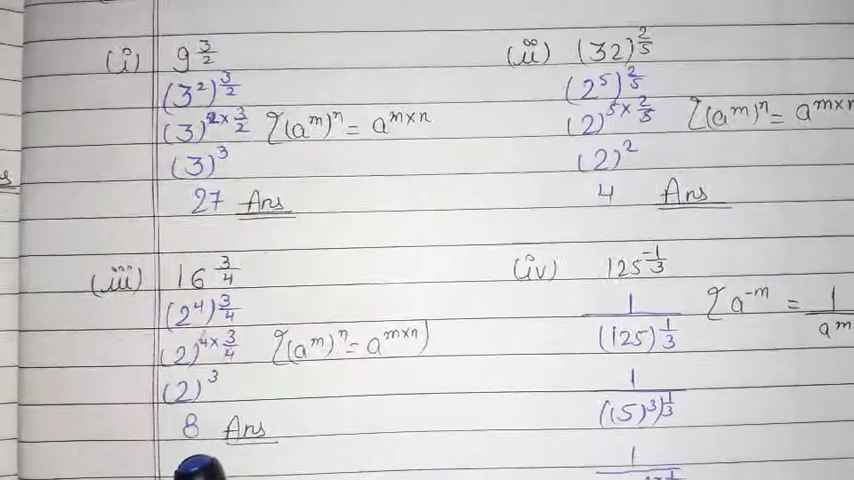 (i) 9^(3/2)
(3²)^(3/2)
(3)^(2×3/2) [(a^m)^n = a^(m×n)
(3)³
27 Ans
(ii) (32)^(2/5)
(2⁵)^(2/5)
(2)^(5×2/5) [(a^m)^n = a^(m×n)
(2)²
4 Ans
(iii) 16^(3/4)
(2⁴)^(3/4)
(2)^(4×3/4) [(a^m)^n = a^(m×n)]
(2)³
8 Ans
(iv) 125^(-1/3)
1/(125)^(1/3) [a^(-m) = 1/a^m
1/((5)³)^(1/3)
1